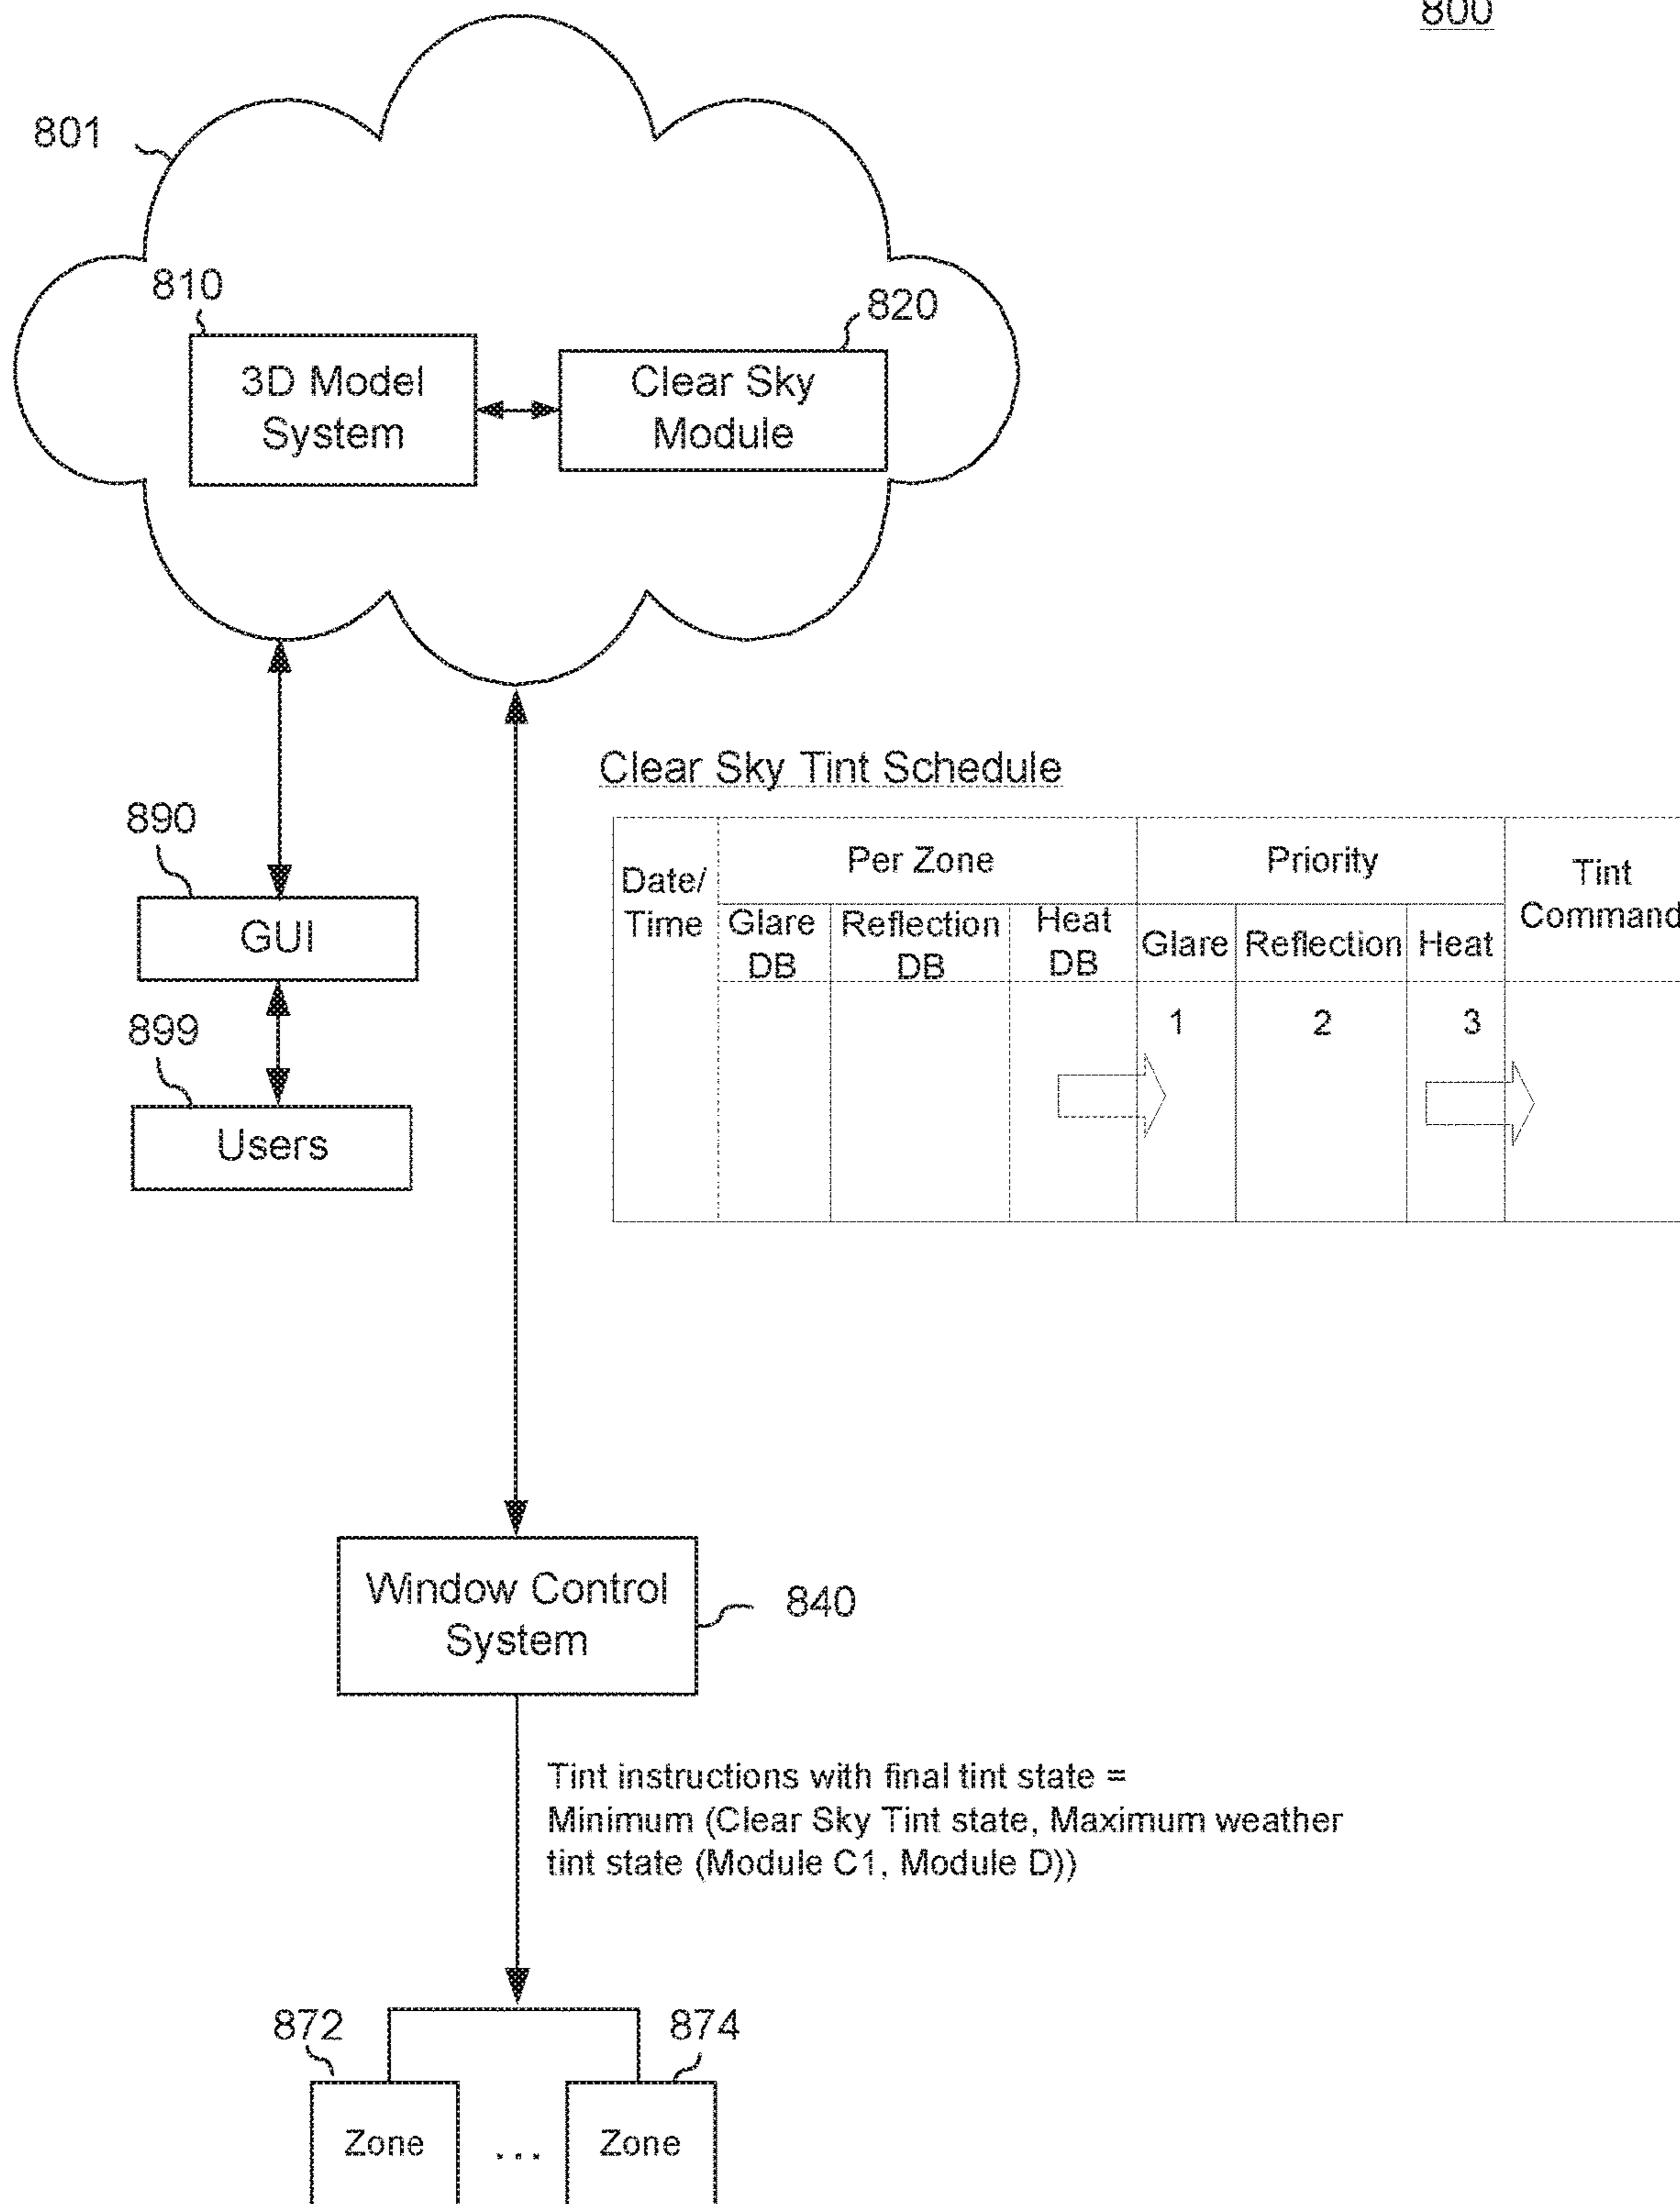 800
801
810
820
3D Model
System
Clear Sky
Module
Clear Sky Tint Schedule
890
GUI
899
Users
Date/
Time
Per Zone
Priority
Tint
Command
Glare
DB
Reflection
DB
Heat
DB
Glare
Reflection
Heat
1
2
3
Window Control
System
840
Tint instructions with final tint state =
Minimum (Clear Sky Tint state, Maximum weather
tint state (Module C1, Module D))
872
874
Zone
...
Zone